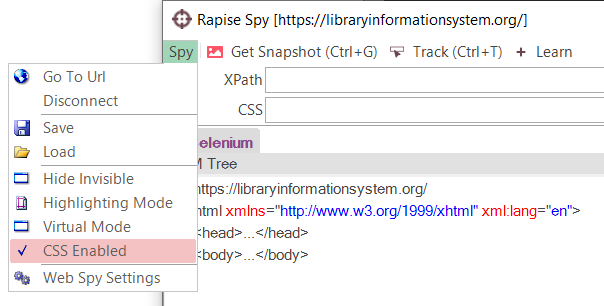 Rapise Spy [https://libraryinformationsystem.org/]
Spy Get Snapshot (Ctrl+G) Track (Ctrl+T) + Learn
XPath
CSS
Go To Url
Disconnect
Save
Load
Hide Invisible
Highlighting Mode
Virtual Mode
CSS Enabled
Web Spy Settings
elenium
Tree
https://libraryinformationsystem.org/
html xmlns="http://www.w3.org/1999/xhtml" xml:lang="en">
<head>...</head>
<body>...</body>